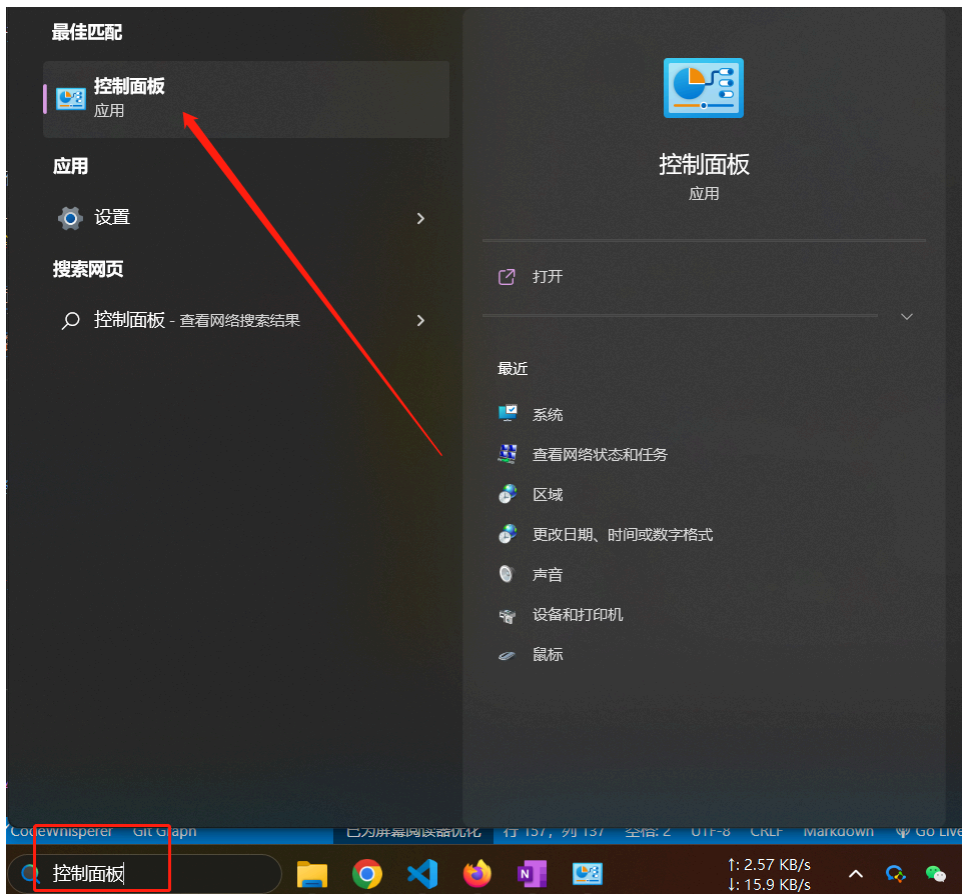 最佳匹配
控制面板
应用
应用
设置
搜索网页
控制面板 - 查看网络搜索结果
控制面板
应用
打开
最近
系统
查看网络状态和任务
区域
更改日期、时间或数字格式
声音
设备和打印机
鼠标
CodeWhisperer Git Graph 已为屏幕阅读器优化 行 157，列 137 空格: 2 UTF-8 CRLF Markdown Go Live
控制面板
↑: 2.57 KB/s
↓: 15.9 KB/s